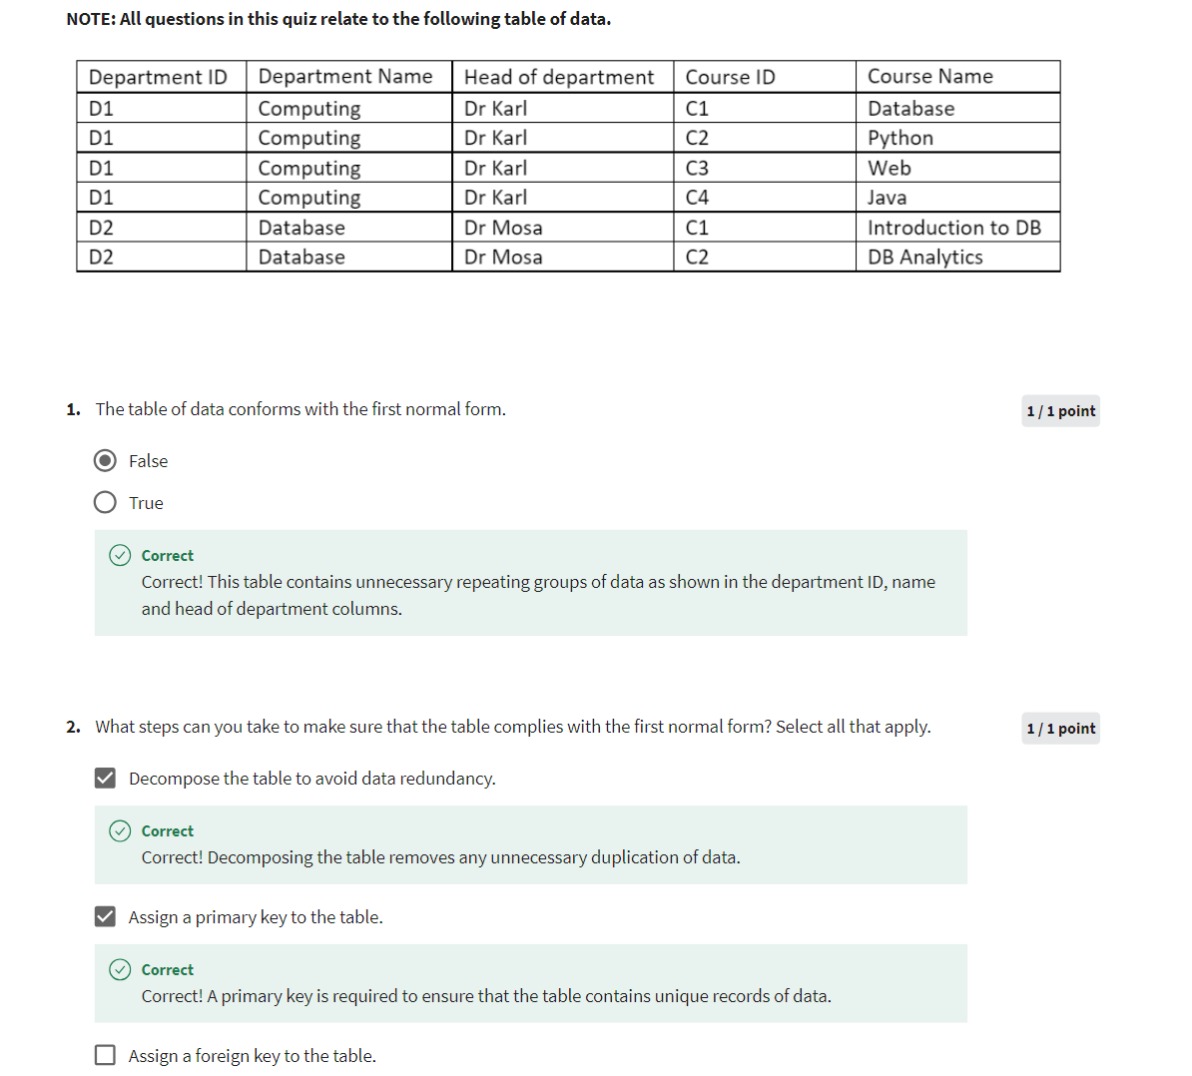 NOTE: All questions in this quiz relate to the following table of data.
Department ID Department Name Head of department Course ID Course Name
D1 Computing Dr Karl C1 Database
D1 Computing Dr Karl C2 Python
D1 Computing Dr Karl C3 Web
D1 Computing Dr Karl C4 Java
D2 Database Dr Mosa C1 Introduction to DB
D2 Database Dr Mosa C2 DB Analytics
1. The table of data conforms with the first normal form. 1 / 1 point
False
True
Correct
Correct! This table contains unnecessary repeating groups of data as shown in the department ID, name
and head of department columns.
2. What steps can you take to make sure that the table complies with the first normal form? Select all that apply. 1 / 1 point
Decompose the table to avoid data redundancy.
Correct
Correct! Decomposing the table removes any unnecessary duplication of data.
Assign a primary key to the table.
Correct
Correct! A primary key is required to ensure that the table contains unique records of data.
Assign a foreign key to the table.